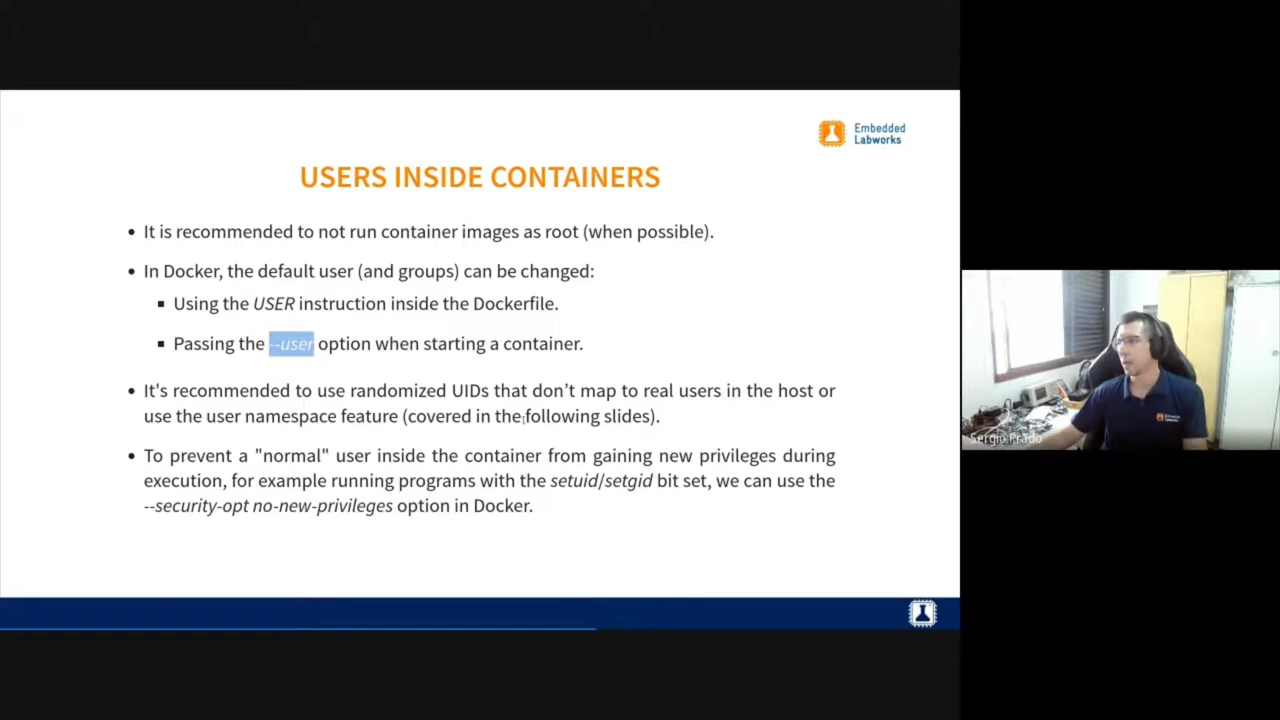 Embedded
Labworks
USERS INSIDE CONTAINERS
• It is recommended to not run container images as root (when possible).
• In Docker, the default user (and groups) can be changed:
▪ Using the USER instruction inside the Dockerfile.
▪ Passing the --user option when starting a container.
• It's recommended to use randomized UIDs that don’t map to real users in the host or
use the user namespace feature (covered in the following slides).
• To prevent a "normal" user inside the container from gaining new privileges during
execution, for example running programs with the setuid/setgid bit set, we can use the
--security-opt no-new-privileges option in Docker.
Sergio Prado